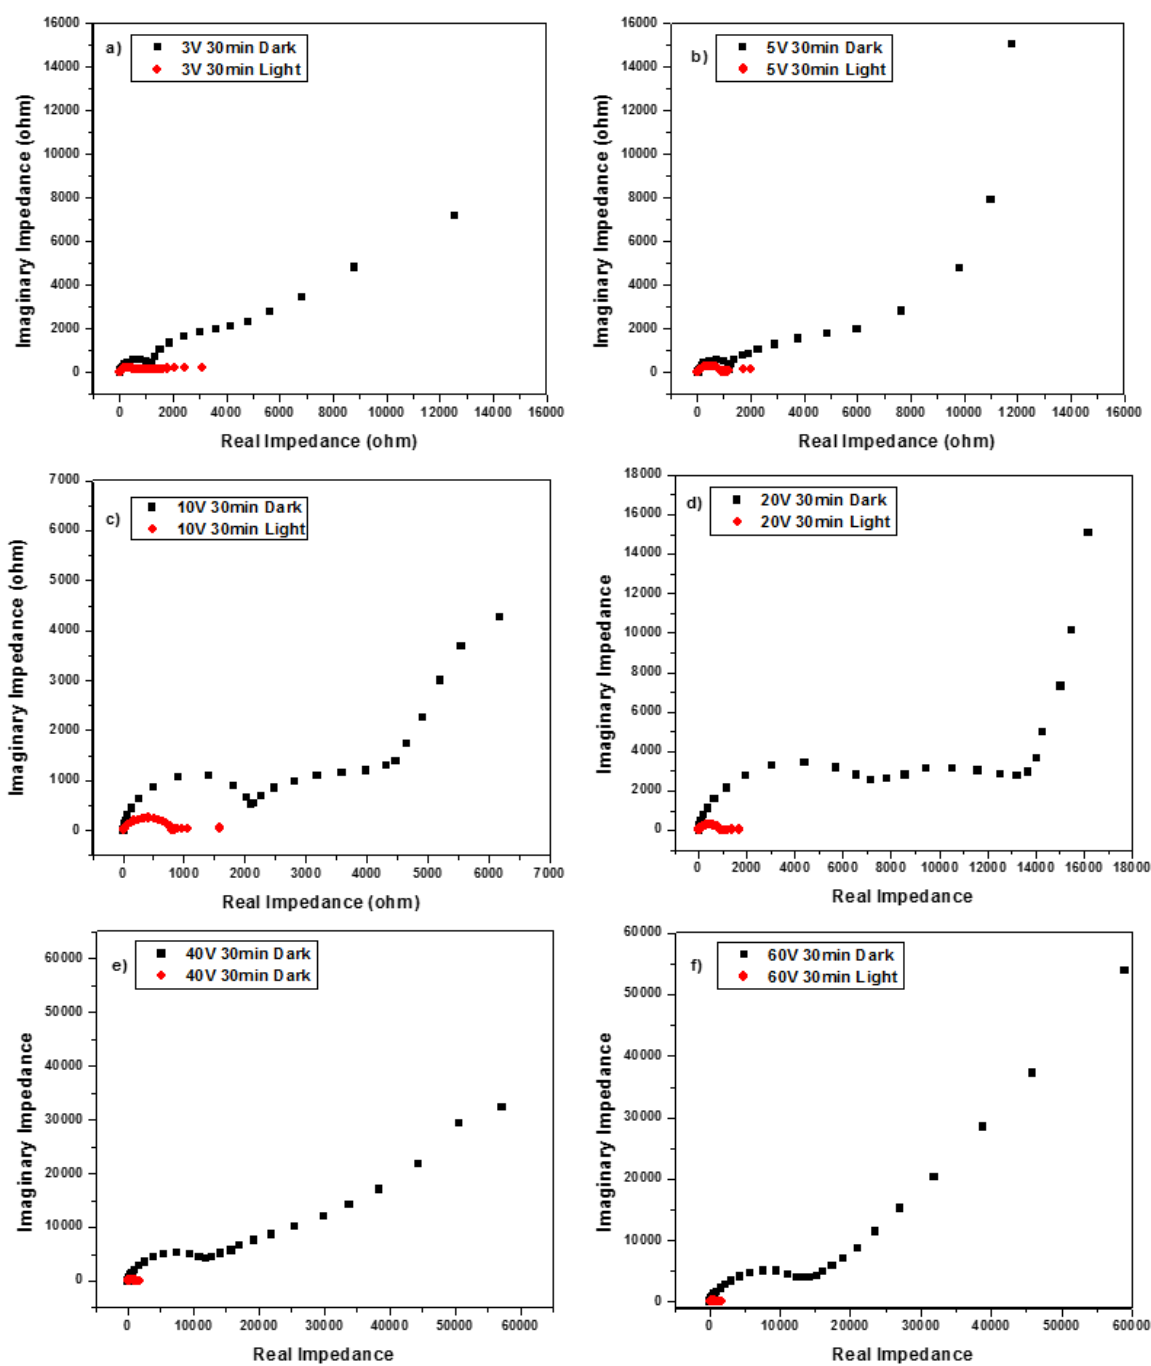 a)
3V 30min Dark
3V 30min Light
16000
14000
12000
10000
8000
6000
4000
2000
0
Imaginary Impedance (ohm)
0 2000 4000 6000 8000 10000 12000 14000 16000
Real Impedance (ohm)
b)
5V 30min Dark
5V 30min Light
16000
14000
12000
10000
8000
6000
4000
2000
0
Imaginary Impedance (ohm)
0 2000 4000 6000 8000 10000 12000 14000 16000
Real Impedance (ohm)
c)
10V 30min Dark
10V 30min Light
7000
6000
5000
4000
3000
2000
1000
0
Imaginary Impedance (ohm)
0 1000 2000 3000 4000 5000 6000 7000
Real Impedance (ohm)
d)
20V 30min Dark
20V 30min Light
18000
16000
14000
12000
10000
8000
6000
4000
2000
0
Imaginary Impedance
0 2000 4000 6000 8000 10000 12000 14000 16000 18000
Real Impedance
e)
40V 30min Dark
40V 30min Dark
60000
50000
40000
30000
20000
10000
0
Imaginary Impedance
0 10000 20000 30000 40000 50000 60000
Real Impedance
f)
60V 30min Dark
60V 30min Light
60000
50000
40000
30000
20000
10000
0
Imaginary Impedance
0 10000 20000 30000 40000 50000 60000
Real Impedance